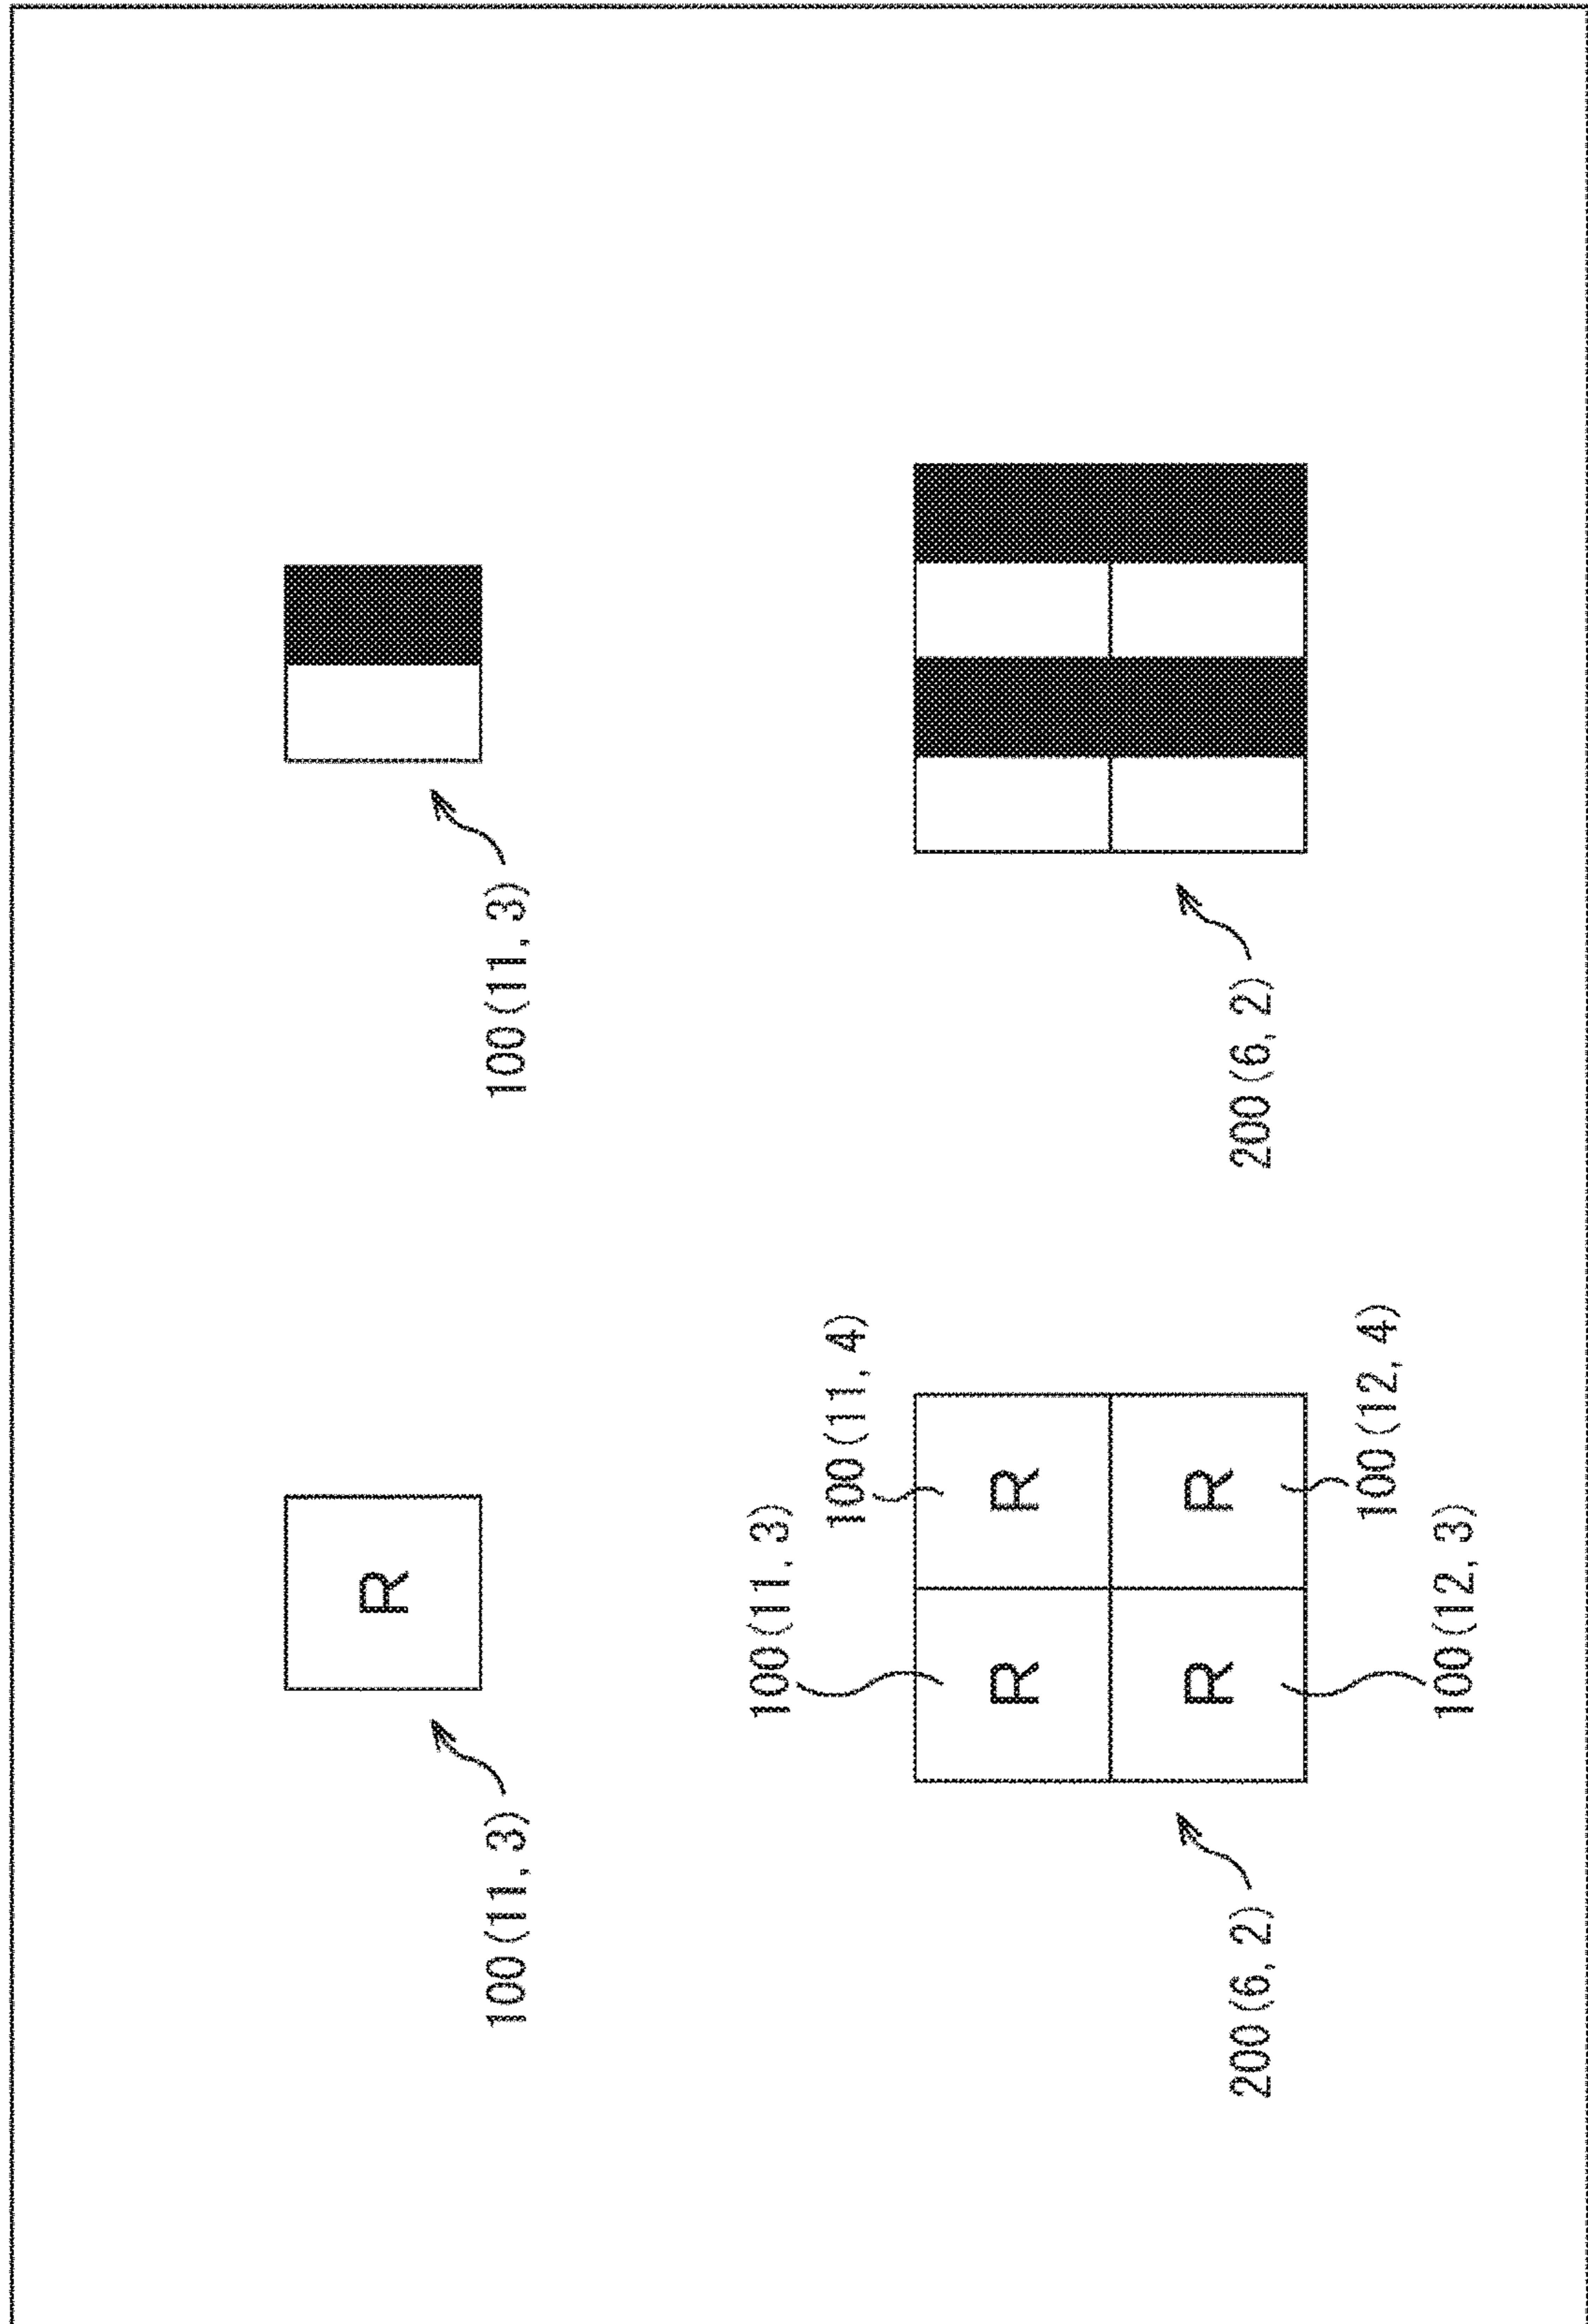 R
100(11, 3)
100(11, 3)
100(11, 3)
100(11, 4)
R R
R R
200(6, 2)
200(6, 2)
100(12, 4)
100(12, 3)